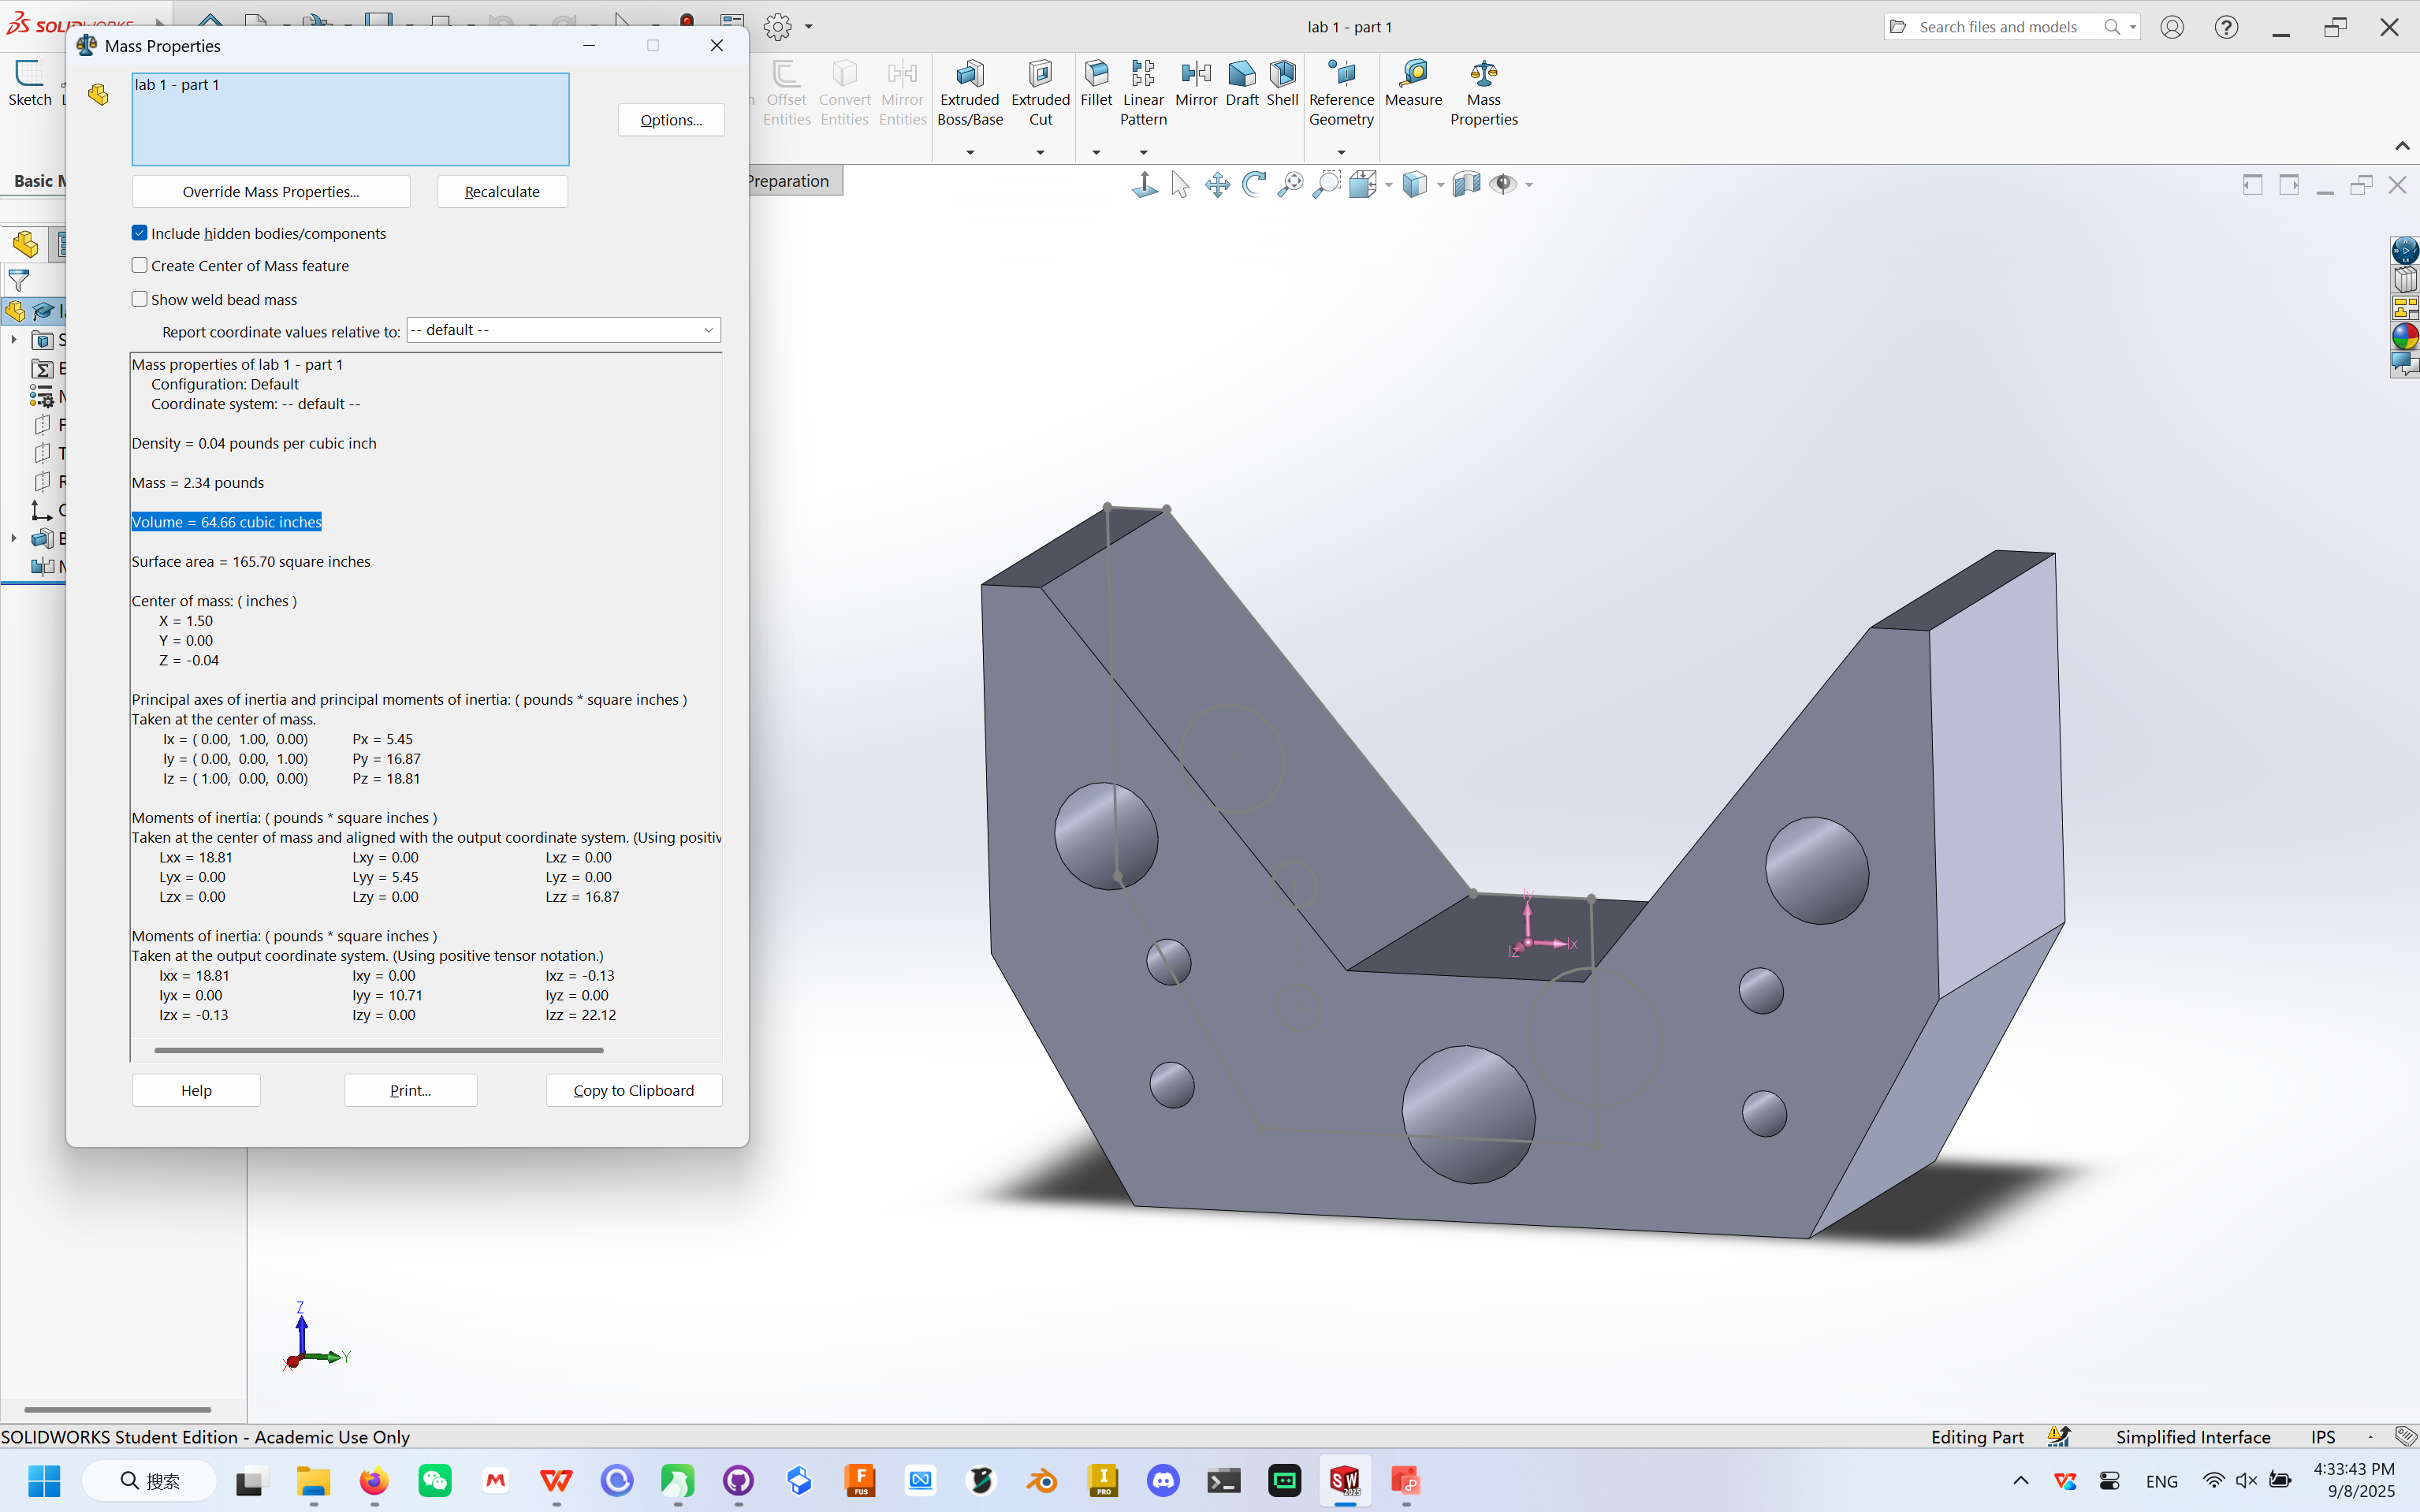 lab 1 - part 1
Search files and models
Mass Properties
lab 1 - part 1
Options...
Override Mass Properties...
Recalculate
Include hidden bodies/components
Create Center of Mass feature
Show weld bead mass
Report coordinate values relative to: -- default --
Mass properties of lab 1 - part 1
Configuration: Default
Coordinate system: -- default --
Density = 0.04 pounds per cubic inch
Mass = 2.34 pounds
Volume = 64.66 cubic inches
Surface area = 165.70 square inches
Center of mass: ( inches )
X = 1.50
Y = 0.00
Z = -0.04
Principal axes of inertia and principal moments of inertia: ( pounds * square inches )
Taken at the center of mass.
Ix = ( 0.00, 1.00, 0.00) Px = 5.45
Iy = ( 0.00, 0.00, 1.00) Py = 16.87
Iz = ( 1.00, 0.00, 0.00) Pz = 18.81
Moments of inertia: ( pounds * square inches )
Taken at the center of mass and aligned with the output coordinate system. (Using positiv
Lxx = 18.81 Lxy = 0.00 Lxz = 0.00
Lyx = 0.00 Lyy = 5.45 Lyz = 0.00
Lzx = 0.00 Lzy = 0.00 Lzz = 16.87
Moments of inertia: ( pounds * square inches )
Taken at the output coordinate system. (Using positive tensor notation.)
Ixx = 18.81 Ixy = 0.00 Ixz = -0.13
Iyx = 0.00 Iyy = 10.71 Iyz = 0.00
Izx = -0.13 Izy = 0.00 Izz = 22.12
Help
Print...
Copy to Clipboard
Sketch
Basic M
Offset Entities
Convert Entities
Mirror Entities
Extruded Boss/Base
Extruded Cut
Fillet
Linear Pattern
Mirror
Draft
Shell
Reference Geometry
Measure
Mass Properties
Preparation
Iy
Ix
Iz
Z
Y
X
SOLIDWORKS Student Edition - Academic Use Only
Editing Part
Simplified Interface
IPS
搜索
FUS
I
PRO
SW
2025
ENG
4:33:43 PM
9/8/2025